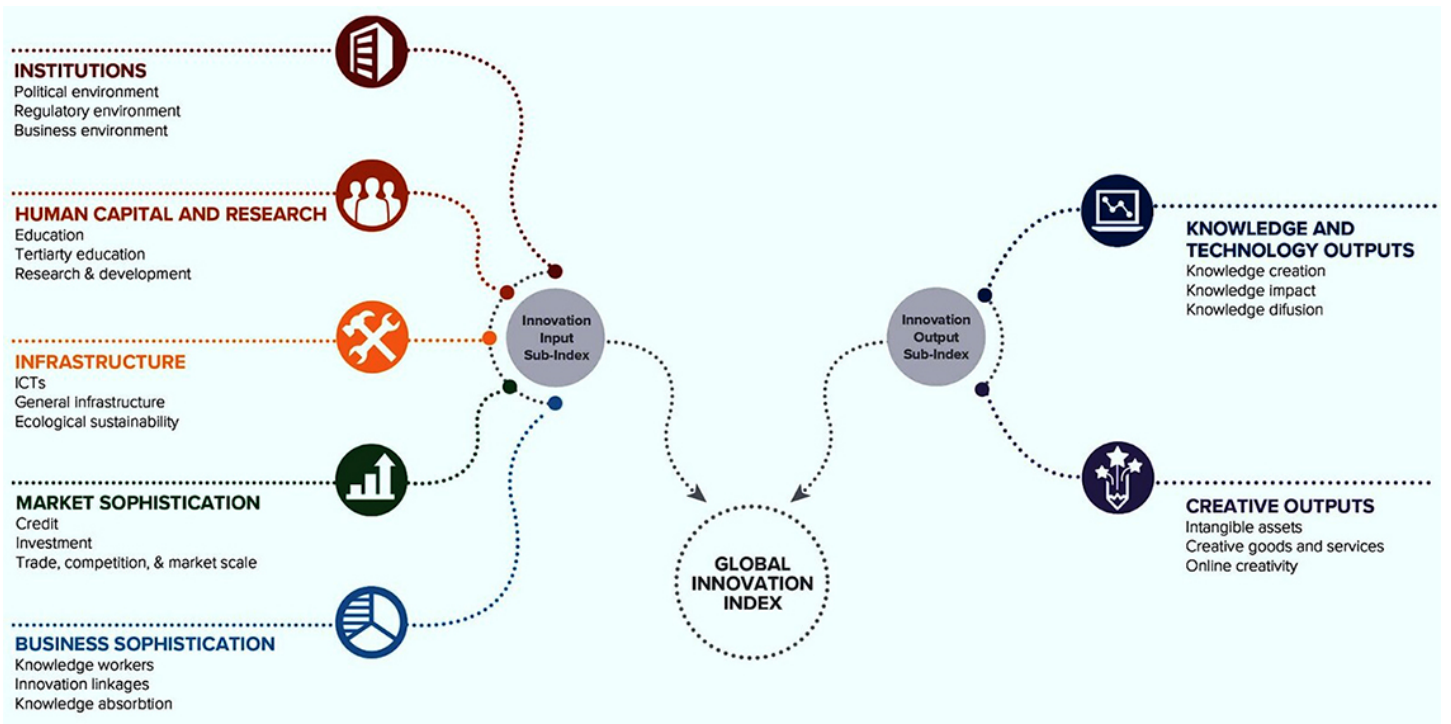 INSTITUTIONS
Political environment
Regulatory environment
Business environment
HUMAN CAPITAL AND RESEARCH
Education
Tertiarty education
Research & development
INFRASTRUCTURE
ICTs
General infrastructure
Ecological sustainability
MARKET SOPHISTICATION
Credit
Investment
Trade, competition, & market scale
BUSINESS SOPHISTICATION
Knowledge workers
Innovation linkages
Knowledge absorbtion
Innovation
Input
Sub-Index
GLOBAL
INNOVATION
INDEX
Innovation
Output
Sub-Index
KNOWLEDGE AND
TECHNOLOGY OUTPUTS
Knowledge creation
Knowledge impact
Knowledge difusion
CREATIVE OUTPUTS
Intangible assets
Creative goods and services
Online creativity